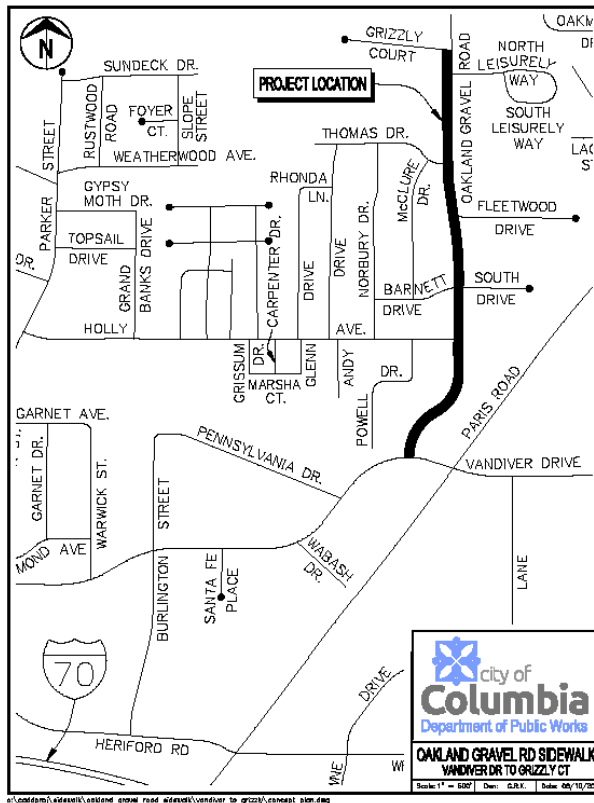 N
GRIZZLY
COURT
OAKLAND GRAVEL ROAD
NORTH
LEISURELY
WAY
SOUTH
LEISURELY
WAY
SUNDECK DR.
PROJECT LOCATION
RUSTWOOD
ROAD
FOYER
CT.
SLOPE
STREET
PARKER STREET
WEATHERWOOD AVE.
THOMAS DR.
RHONDA
LN.
McCLURE
DR.
GYPSY
MOTH DR.
TOPSAIL
DRIVE
GRAND
BANKS DRIVE
CARPENTER DR.
DRIVE
DRIVE
NORBURY DR.
FLEETWOOD
DRIVE
BARNETT
DRIVE
SOUTH
DRIVE
DR.
HOLLY
AVE.
GRISSUM
DR.
MARSHA
CT.
GLENN
ANDY
POWELL
DR.
PARIS ROAD
GARNET AVE.
GARNET DR.
WARWICK ST.
PENNSYLVANIA DR.
VANDIVER DRIVE
MOND AVE
BURLINGTON
STREET
SANTA FE
PLACE
WABASH
DR.
LANE
70
HERIFORD RD
DRIVE
city of
Columbia
Department of Public Works
OAKLAND GRAVEL RD SIDEWALK
VANDIVER DR TO GRIZZLY CT
Scale: 1" = 500'